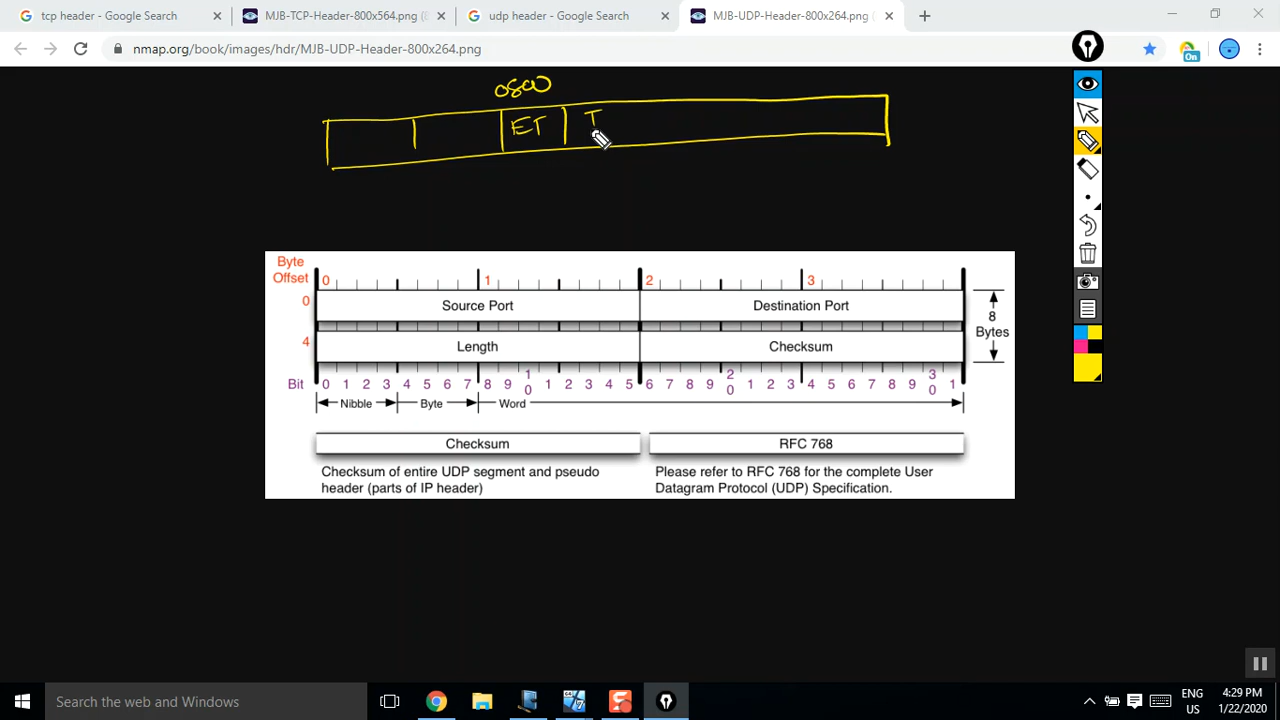 tcp header - Google Search
MJB-TCP-Header-800x564.png (
udp header - Google Search
MJB-UDP-Header-800x264.png (
nmap.org/book/images/hdr/MJB-UDP-Header-800x264.png
On
0800
ET T
Byte
Offset 0 1 2 3
0 Source Port Destination Port
8
Bytes
4 Length Checksum
Bit 0 1 2 3 4 5 6 7 8 9 10 1 2 3 4 5 6 7 8 9 20 1 2 3 4 5 6 7 8 9 30 1
Nibble Byte Word
Checksum RFC 768
Checksum of entire UDP segment and pseudo
header (parts of IP header)
Please refer to RFC 768 for the complete User
Datagram Protocol (UDP) Specification.
Search the web and Windows
64
ENG 4:29 PM
US 1/22/2020